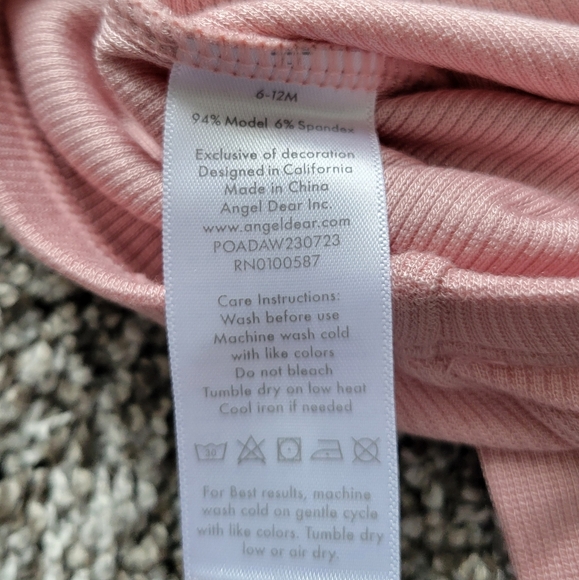 6-12M
94% Model 6% Spandex
Exclusive of decoration
Designed in California
Made in China
Angel Dear Inc.
www.angeldear.com
POADAW230723
RN0100587
Care Instructions:
Wash before use
Machine wash cold
with like colors
Do not bleach
Tumble dry on low heat
Cool iron if needed
30
For Best results, machine
wash cold on gentle cycle
with like colors. Tumble dry
low or air dry.